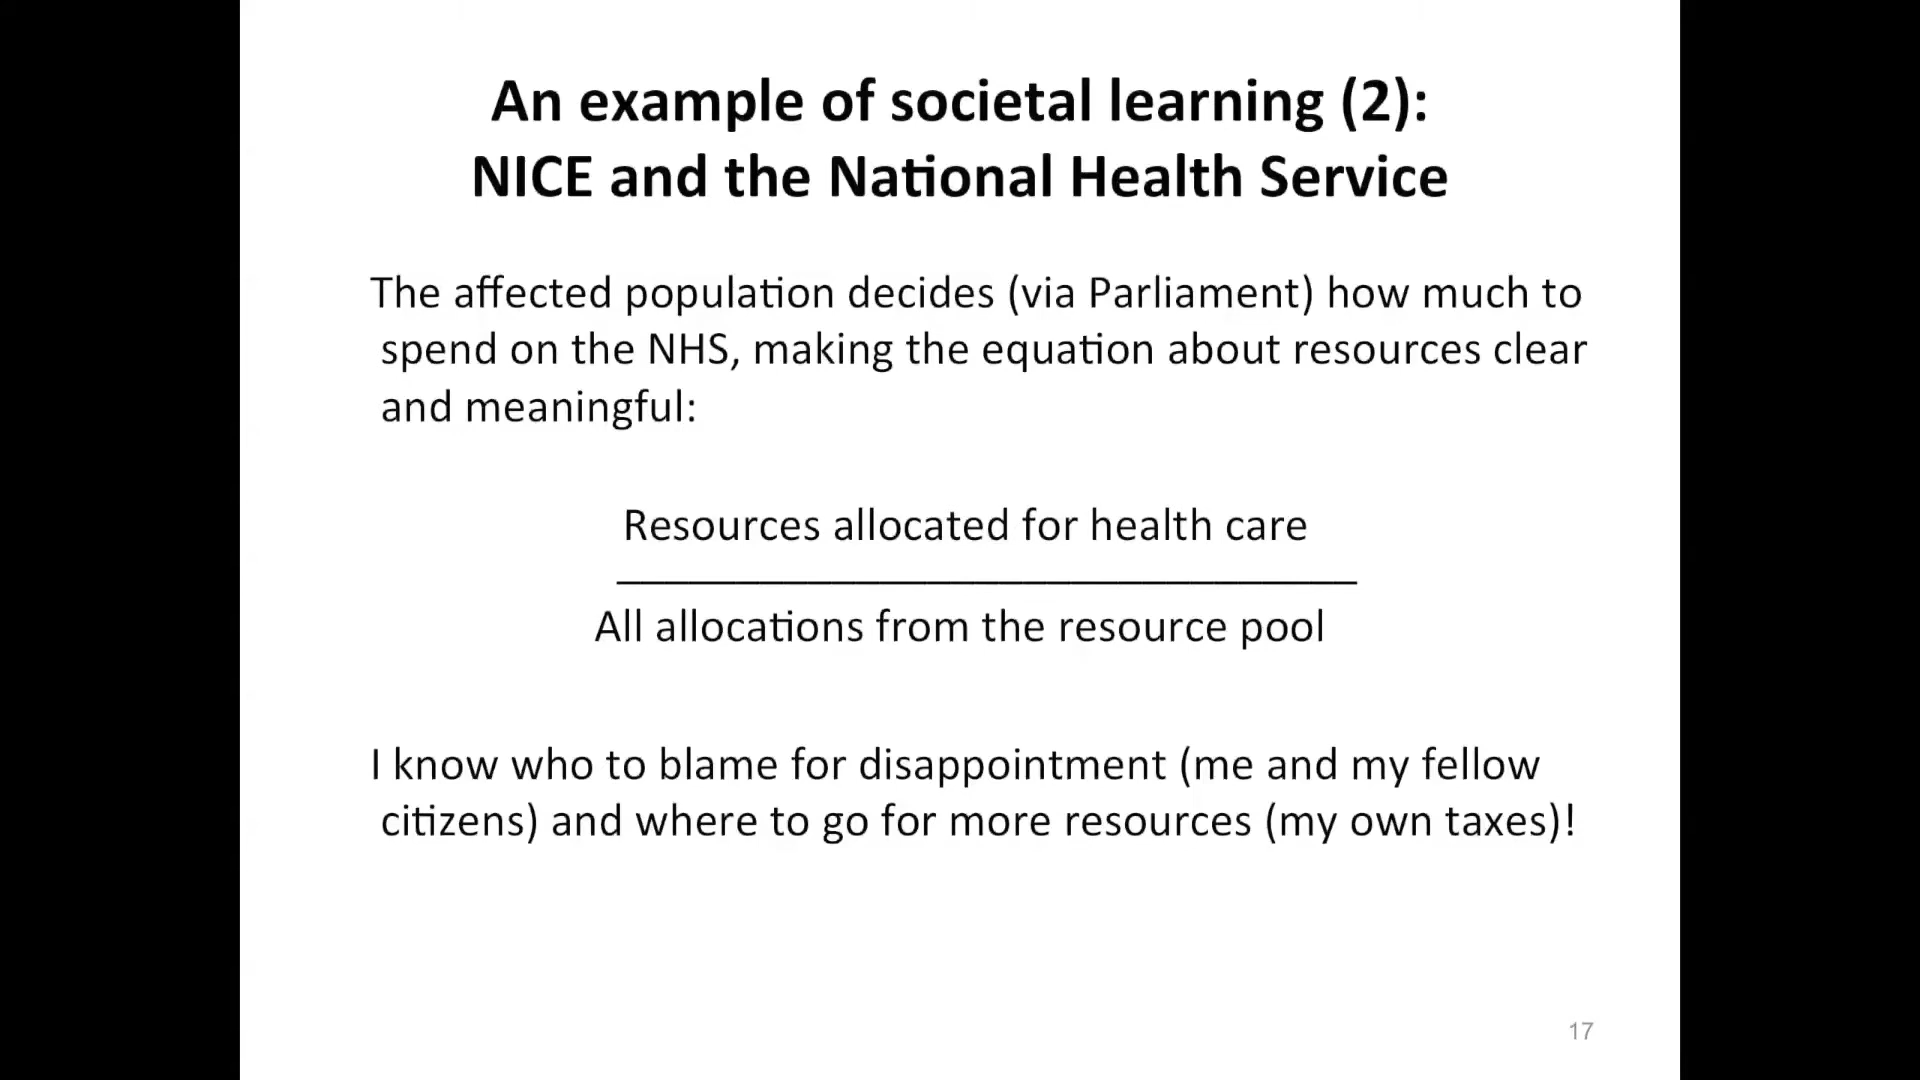 An example of societal learning (2):
NICE and the National Health Service
The affected population decides (via Parliament) how much to
spend on the NHS, making the equation about resources clear
and meaningful:
Resources allocated for health care
All allocations from the resource pool
I know who to blame for disappointment (me and my fellow
citizens) and where to go for more resources (my own taxes)!
17